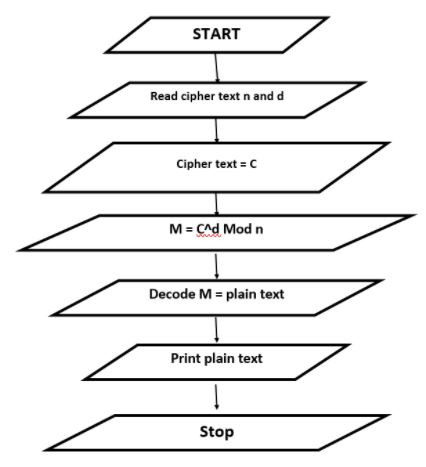 START
Read cipher text n and d
Cipher text = C
M = C^d Mod n
Decode M = plain text
Print plain text
Stop